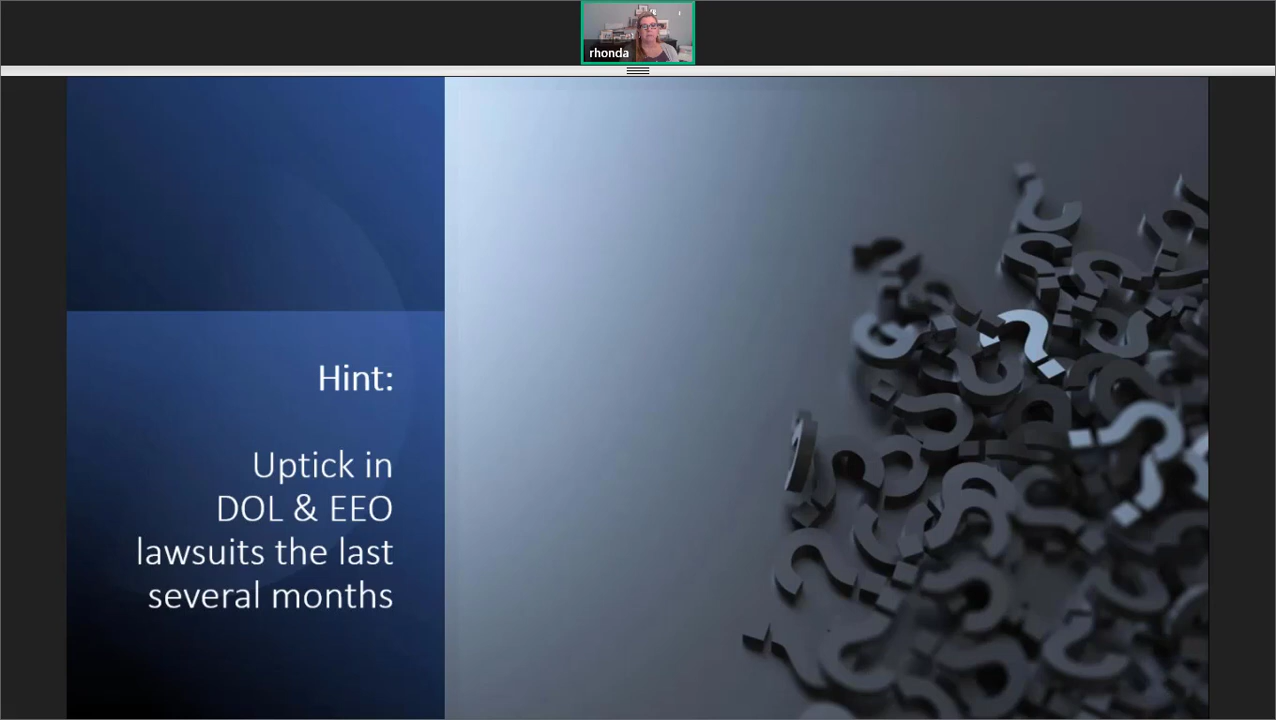 rhonda
Hint:
Uptick in
DOL & EEO
lawsuits the last
several months